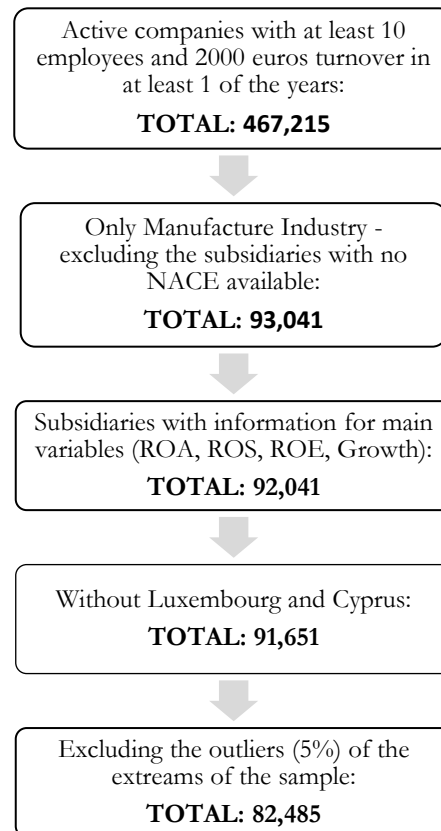 Active companies with at least 10
employees and 2000 euros turnover in
at least 1 of the years:
TOTAL: 467,215
Only Manufacture Industry -
excluding the subsidiaries with no
NACE available:
TOTAL: 93,041
Subsidiaries with information for main
variables (ROA, ROS, ROE, Growth):
TOTAL: 92,041
Without Luxembourg and Cyprus:
TOTAL: 91,651
Excluding the outliers (5%) of the
extreams of the sample:
TOTAL: 82,485